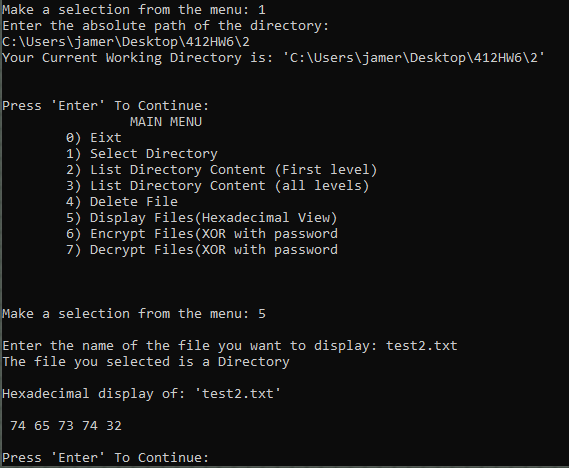 Make a selection from the menu: 1
Enter the absolute path of the directory:
C:\Users\jamer\Desktop\412HW6\2
Your Current Working Directory is: 'C:\Users\jamer\Desktop\412HW6\2'
Press 'Enter' To Continue:
MAIN MENU
0) Eixt
1) Select Directory
2) List Directory Content (First level)
3) List Directory Content (all levels)
4) Delete File
5) Display Files(Hexadecimal View)
6) Encrypt Files(XOR with password
7) Decrypt Files(XOR with password
Make a selection from the menu: 5
Enter the name of the file you want to display: test2.txt
The file you selected is a Directory
Hexadecimal display of: 'test2.txt'
74 65 73 74 32
Press 'Enter' To Continue: